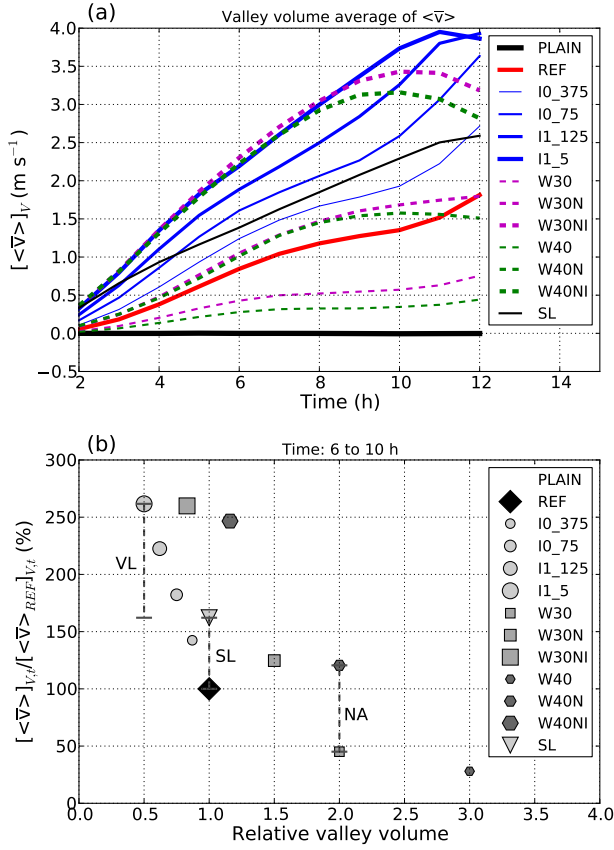 (a)
Valley volume average of <v̅>
[<v̅>]V (m s⁻¹)
4.0
3.5
3.0
2.5
2.0
1.5
1.0
0.5
0.0
−0.5
2
4
6
8
10
12
14
Time (h)
PLAIN
REF
I0_375
I0_75
I1_125
I1_5
W30
W30N
W30NI
W40
W40N
W40NI
SL
(b)
Time: 6 to 10 h
[<v̅>]V,t/[<v̅>REF]V,t (%)
300
250
200
150
100
50
0
0.0
0.5
1.0
1.5
2.0
2.5
3.0
3.5
4.0
Relative valley volume
VL
SL
NA
PLAIN
REF
I0_375
I0_75
I1_125
I1_5
W30
W30N
W30NI
W40
W40N
W40NI
SL